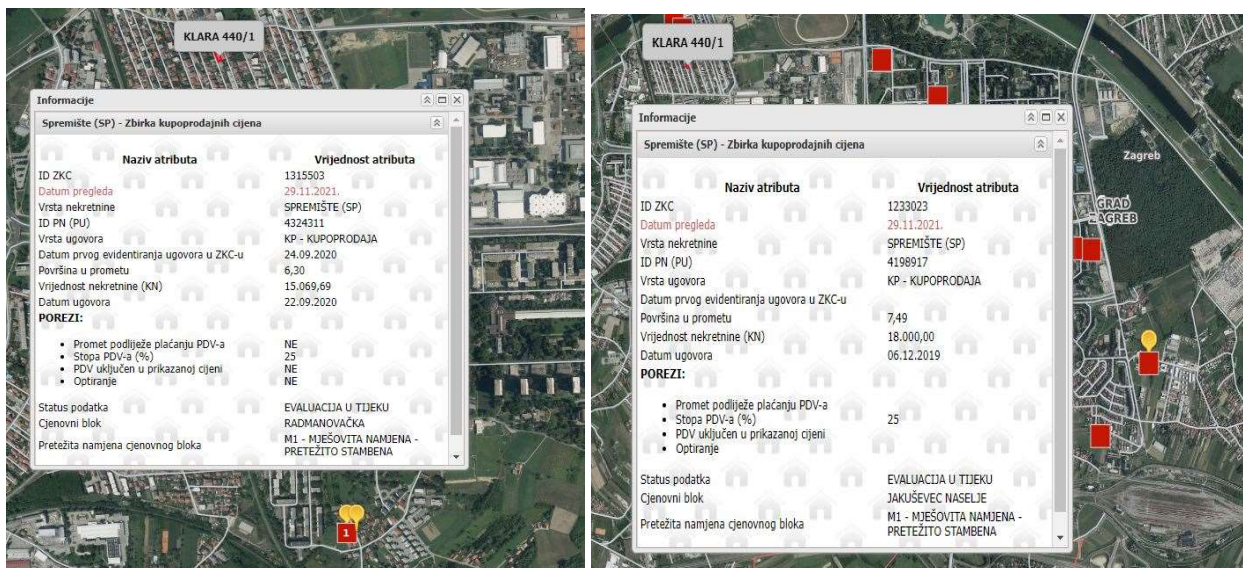 KLARA 440/1
Informacije
Spremište (SP) - Zbirka kupoprodajnih cijena
Naziv atributa Vrijednost atributa
ID ZKC 1315503
Datum pregleda 29.11.2021.
Vrsta nekretnine SPREMIŠTE (SP)
ID PN (PU) 4324311
Vrsta ugovora KP - KUPOPRODAJA
Datum prvog evidentiranja ugovora u ZKC-u 24.09.2020
Površina u prometu 6,30
Vrijednost nekretnine (KN) 15.069,69
Datum ugovora 22.09.2020
POREZI:
• Promet podliježe plaćanju PDV-a NE
• Stopa PDV-a (%) 25
• PDV uključen u prikazanoj cijeni NE
• Optiranje NE
Status podatka EVALUACIJA U TIJEKU
Cjenovni blok RADMANOVAČKA
Pretežita namjena cjenovnog bloka M1 - MJEŠOVITA NAMJENA -
PRETEŽITO STAMBENA
1
KLARA 440/1
Informacije
Spremište (SP) - Zbirka kupoprodajnih cijena
Naziv atributa Vrijednost atributa
ID ZKC 1233023
Datum pregleda 29.11.2021.
Vrsta nekretnine SPREMIŠTE (SP)
ID PN (PU) 4198917
Vrsta ugovora KP - KUPOPRODAJA
Datum prvog evidentiranja ugovora u ZKC-u
Površina u prometu 7,49
Vrijednost nekretnine (KN) 18.000,00
Datum ugovora 06.12.2019
POREZI:
• Promet podliježe plaćanju PDV-a
• Stopa PDV-a (%) 25
• PDV uključen u prikazanoj cijeni
• Optiranje
Status podatka EVALUACIJA U TIJEKU
Cjenovni blok JAKUŠEVEC NASELJE
Pretežita namjena cjenovnog bloka M1 - MJEŠOVITA NAMJENA -
PRETEŽITO STAMBENA
Zagreb
GRAD
ZAGREB